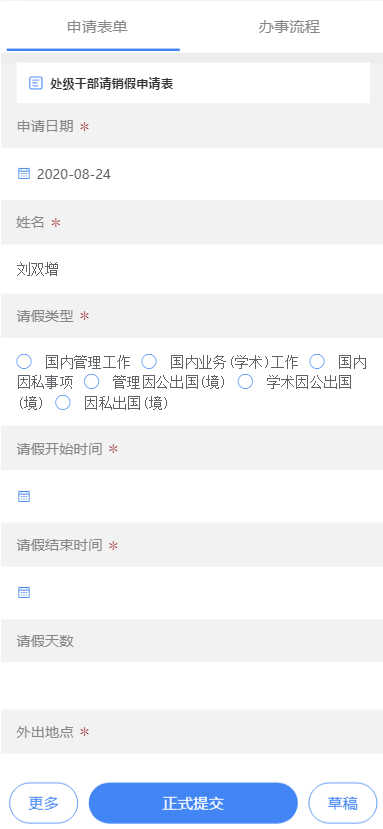 申请表单 办事流程
处级干部请销假申请表
申请日期 *
2020-08-24
姓名 *
刘双增
请假类型 *
国内管理工作 国内业务(学术)工作 国内
因私事项 管理因公出国(境) 学术因公出国
(境) 因私出国(境)
请假开始时间 *
请假结束时间 *
请假天数
外出地点 *
更多 正式提交 草稿